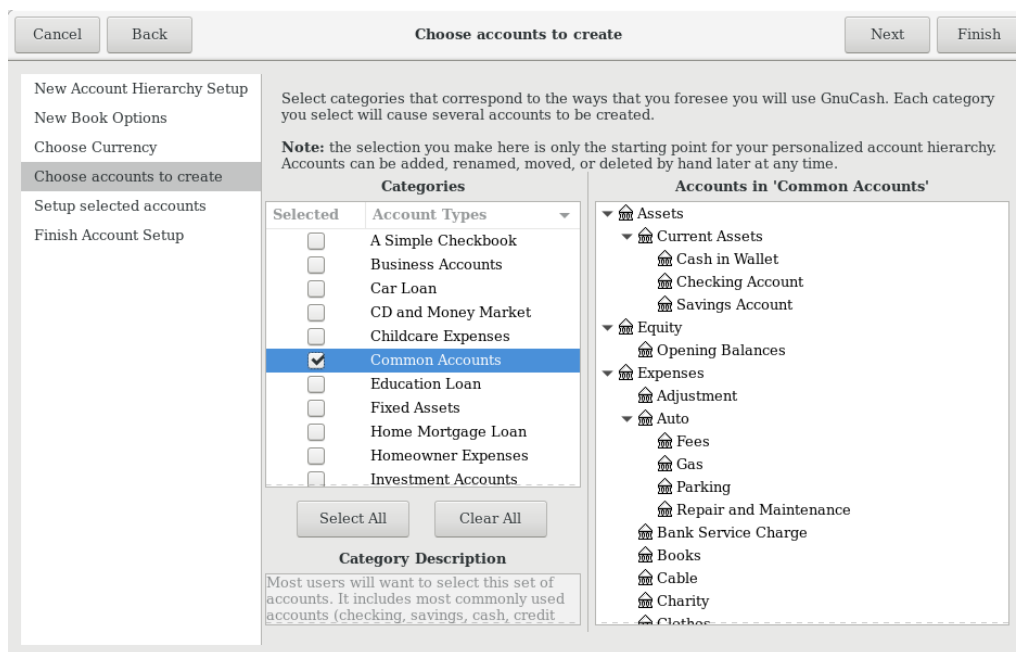 Cancel
Back
Choose accounts to create
Next
Finish
New Account Hierarchy Setup
New Book Options
Choose Currency
Choose accounts to create
Setup selected accounts
Finish Account Setup
Select categories that correspond to the ways that you foresee you will use GnuCash. Each category
you select will cause several accounts to be created.
Note: the selection you make here is only the starting point for your personalized account hierarchy.
Accounts can be added, renamed, moved, or deleted by hand later at any time.
Categories
Selected Account Types
A Simple Checkbook
Business Accounts
Car Loan
CD and Money Market
Childcare Expenses
Common Accounts
Education Loan
Fixed Assets
Home Mortgage Loan
Homeowner Expenses
Investment Accounts
Select All
Clear All
Category Description
Most users will want to select this set of
accounts. It includes most commonly used
accounts (checking, savings, cash, credit
Accounts in 'Common Accounts'
Assets
Current Assets
Cash in Wallet
Checking Account
Savings Account
Equity
Opening Balances
Expenses
Adjustment
Auto
Fees
Gas
Parking
Repair and Maintenance
Bank Service Charge
Books
Cable
Charity
Clothes